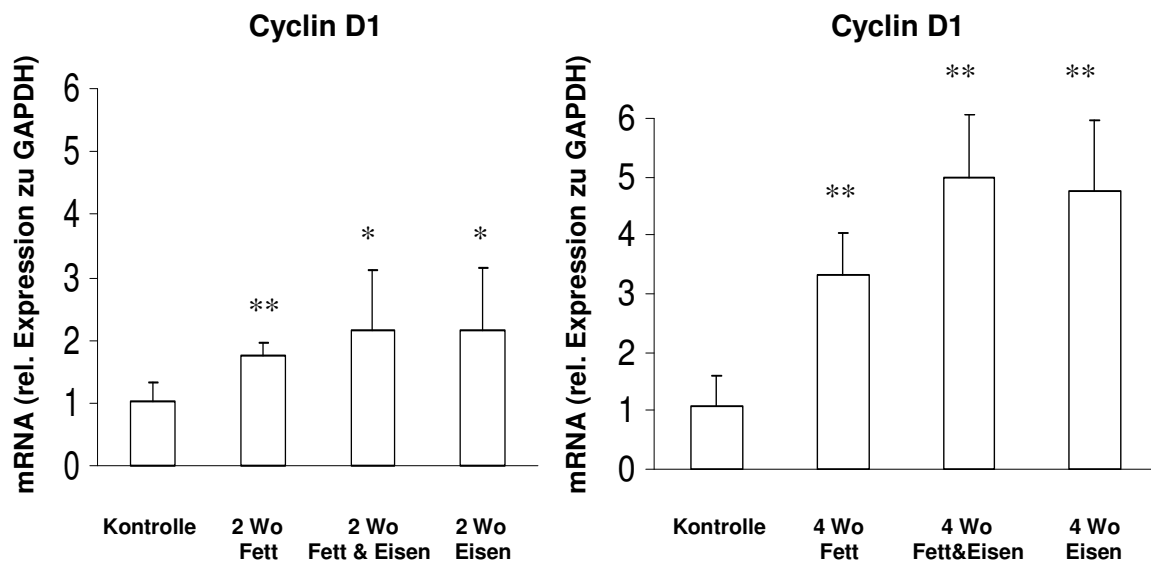 Cyclin D1
mRNA (rel. Expression zu GAPDH)
6
5
4
3
2
1
0
**
*
*
Kontrolle
2 Wo
Fett
2 Wo
Fett & Eisen
2 Wo
Eisen
Cyclin D1
mRNA (rel. Expression zu GAPDH)
6
5
4
3
2
1
0
**
**
**
Kontrolle
4 Wo
Fett
4 Wo
Fett&Eisen
4 Wo
Eisen